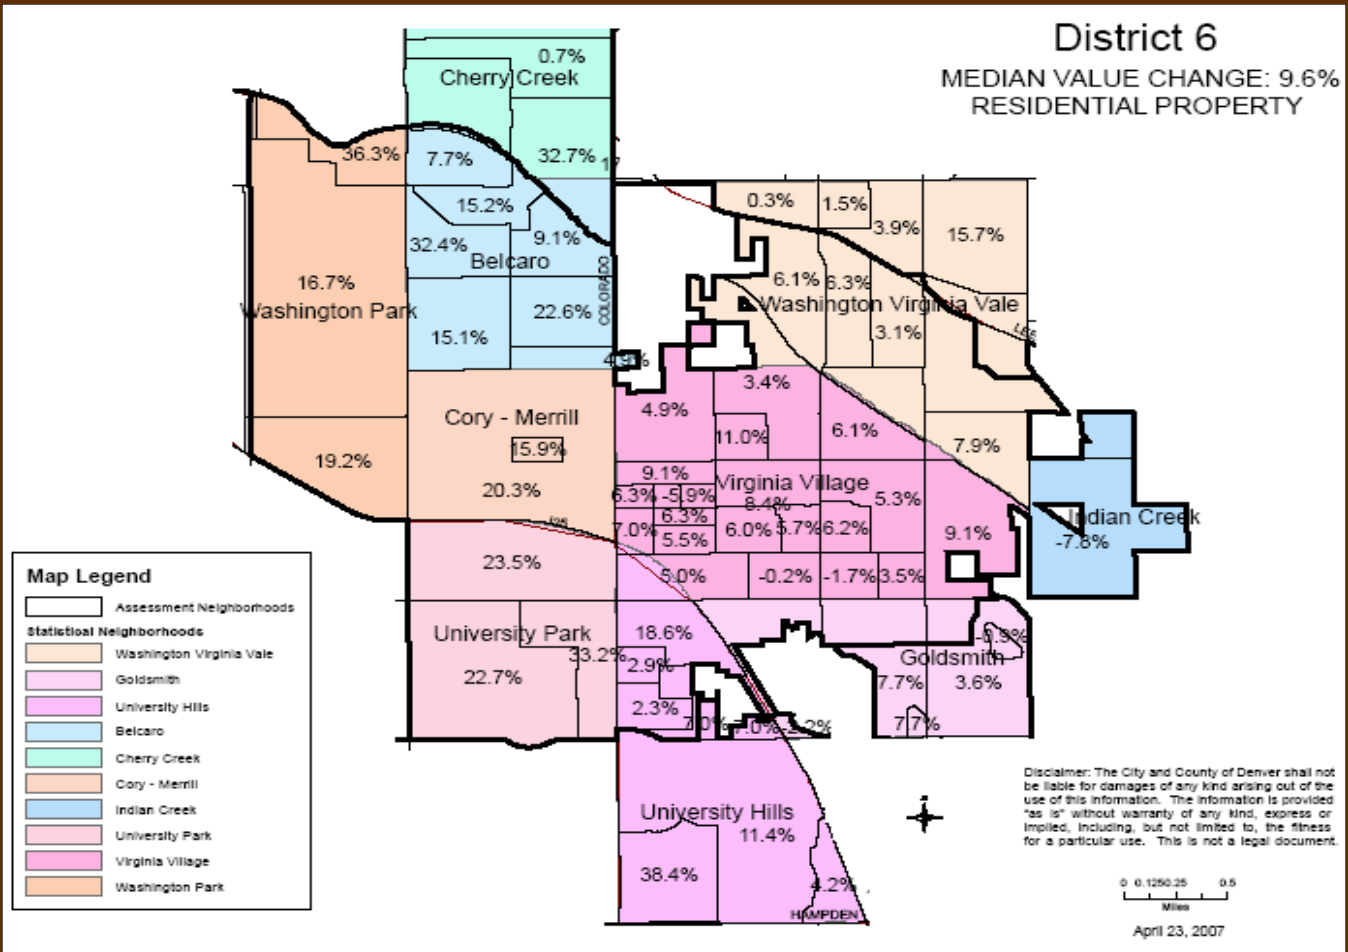 District 6
MEDIAN VALUE CHANGE: 9.6%
RESIDENTIAL PROPERTY
0.7%
Cherry Creek
32.7%
17
36.3%
7.7%
15.2%
32.4%
9.1%
Belcaro
COLORADO
22.6%
15.1%
4.9%
16.7%
Washington Park
19.2%
0.3%
1.5%
3.9%
15.7%
6.1%
6.3%
Washington Virginia Vale
3.1%
LEE
7.9%
Cory - Merrill
15.9%
20.3%
I25
3.4%
4.9%
11.0%
6.1%
9.1%
Virginia Village
8.4%
5.3%
6.3%
-5.9%
6.3%
7.0%
5.5%
6.0%
5.7%
6.2%
9.1%
5.0%
-0.2%
-1.7%
3.5%
Indian Creek
-7.8%
23.5%
University Park
33.2%
22.7%
18.6%
2.9%
2.3%
7.0%
7.0%
-2.2%
-0.9%
Goldsmith
7.7%
3.6%
7.7%
University Hills
11.4%
38.4%
4.2%
HAMPDEN
Map Legend
Assessment Neighborhoods
Statistical Neighborhoods
Washington Virginia Vale
Goldsmith
University Hills
Belcaro
Cherry Creek
Cory - Merrill
Indian Creek
University Park
Virginia Village
Washington Park
Disclaimer: The City and County of Denver shall not
be liable for damages of any kind arising out of the
use of this information. The information is provided
"as is" without warranty of any kind, express or
implied, including, but not limited to, the fitness
for a particular use. This is not a legal document.
0 0.1250.25 0.5
Miles
April 23, 2007